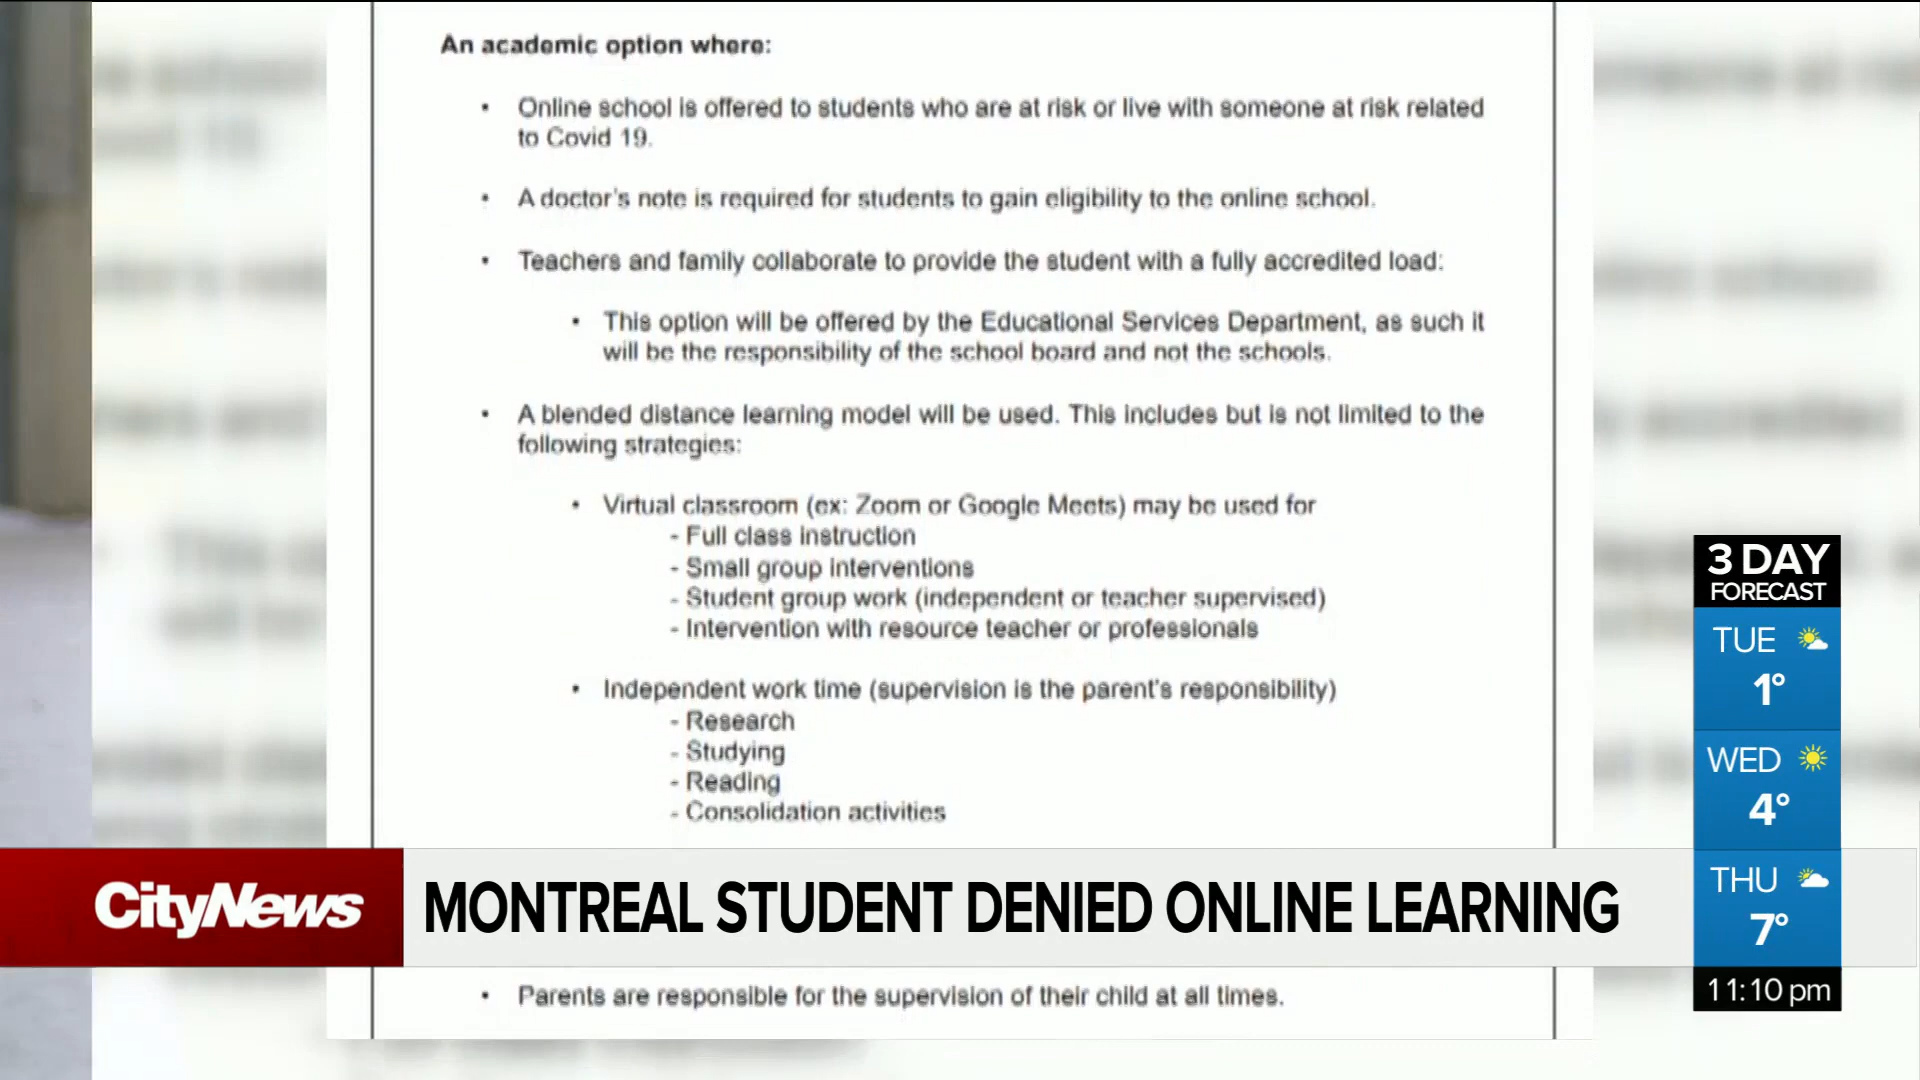 An academic option where:
• Online school is offered to students who are at risk or live with someone at risk related
to Covid 19.
• A doctor's note is required for students to gain eligibility to the online school.
• Teachers and family collaborate to provide the student with a fully accredited load:
• This option will be offered by the Educational Services Department, as such it
will be the responsibility of the school board and not the schools.
• A blended distance learning model will be used. This includes but is not limited to the
following strategies:
• Virtual classroom (ex: Zoom or Google Meets) may be used for
- Full class instruction
- Small group interventions
- Student group work (independent or teacher supervised)
- Intervention with resource teacher or professionals
• Independent work time (supervision is the parent's responsibility)
- Research
- Studying
- Reading
- Consolidation activities
CityNews
MONTREAL STUDENT DENIED ONLINE LEARNING
• Parents are responsible for the supervision of their child at all times.
3 DAY
FORECAST
TUE
1°
WED
4°
THU
7°
11:10 pm